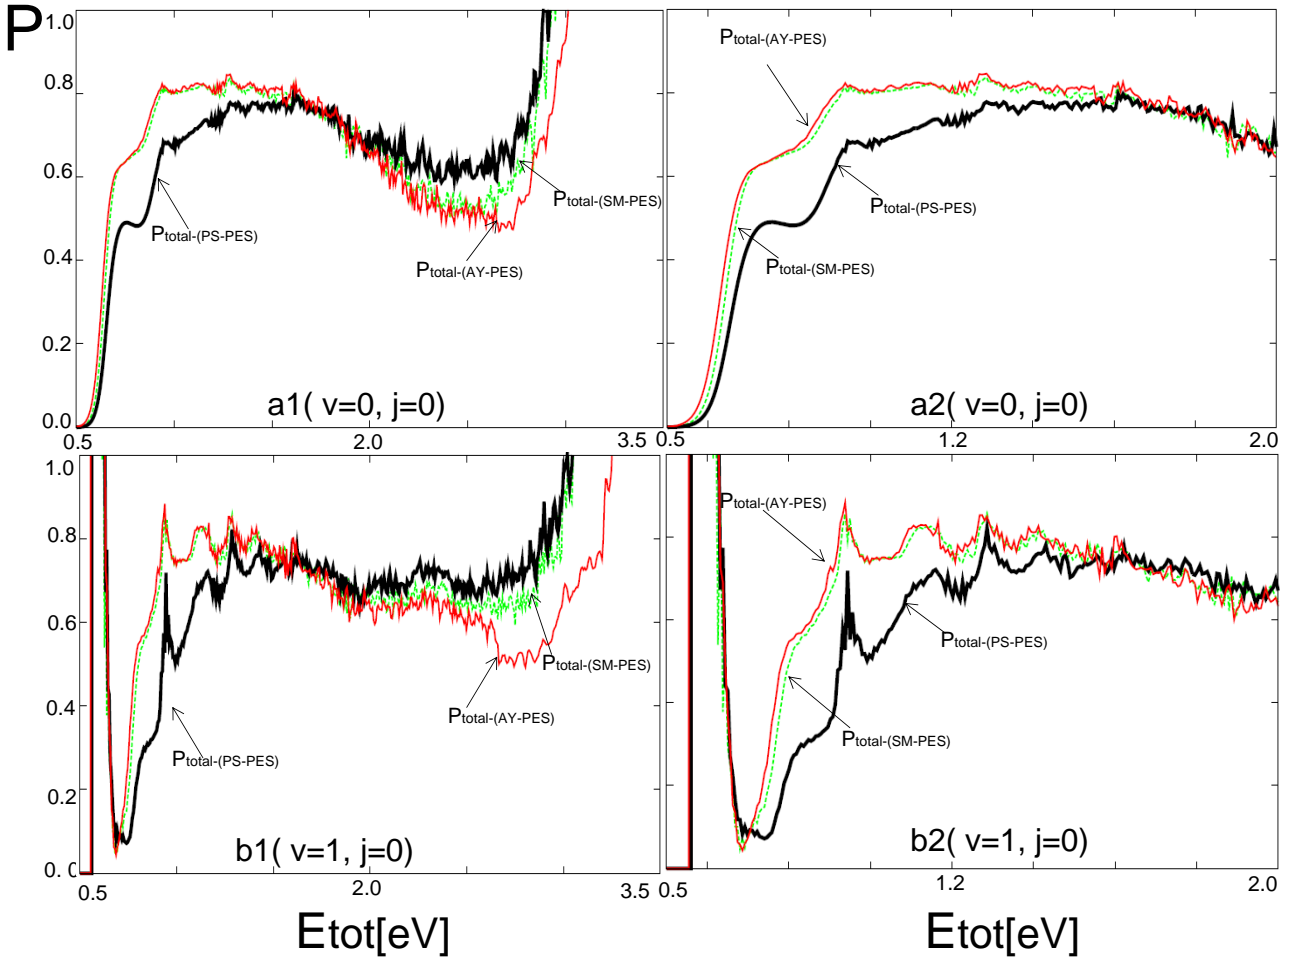 P
1.0
0.8
0.6
0.4
0.2
0.0
Ptotal-(PS-PES)
Ptotal-(SM-PES)
Ptotal-(AY-PES)
a1( v=0, j=0)
0.5
2.0
3.5
Ptotal-(AY-PES)
Ptotal-(PS-PES)
Ptotal-(SM-PES)
a2( v=0, j=0)
0.5
1.2
2.0
1.0
0.8
0.6
0.4
0.2
0. 0
Ptotal-(SM-PES)
Ptotal-(AY-PES)
Ptotal-(PS-PES)
b1( v=1, j=0)
0.5
2.0
3.5
Etot[eV]
Ptotal-(AY-PES)
Ptotal-(PS-PES)
Ptotal-(SM-PES)
b2( v=1, j=0)
0.5
1.2
2.0
Etot[eV]